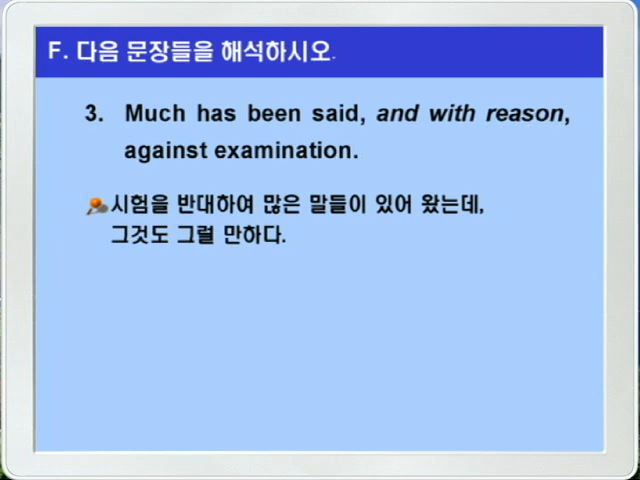 F. 다음 문장들을 해석하시오.
3. Much has been said, and with reason,
against examination.
시험을 반대하여 많은 말들이 있어 왔는데,
그것도 그럴 만하다.